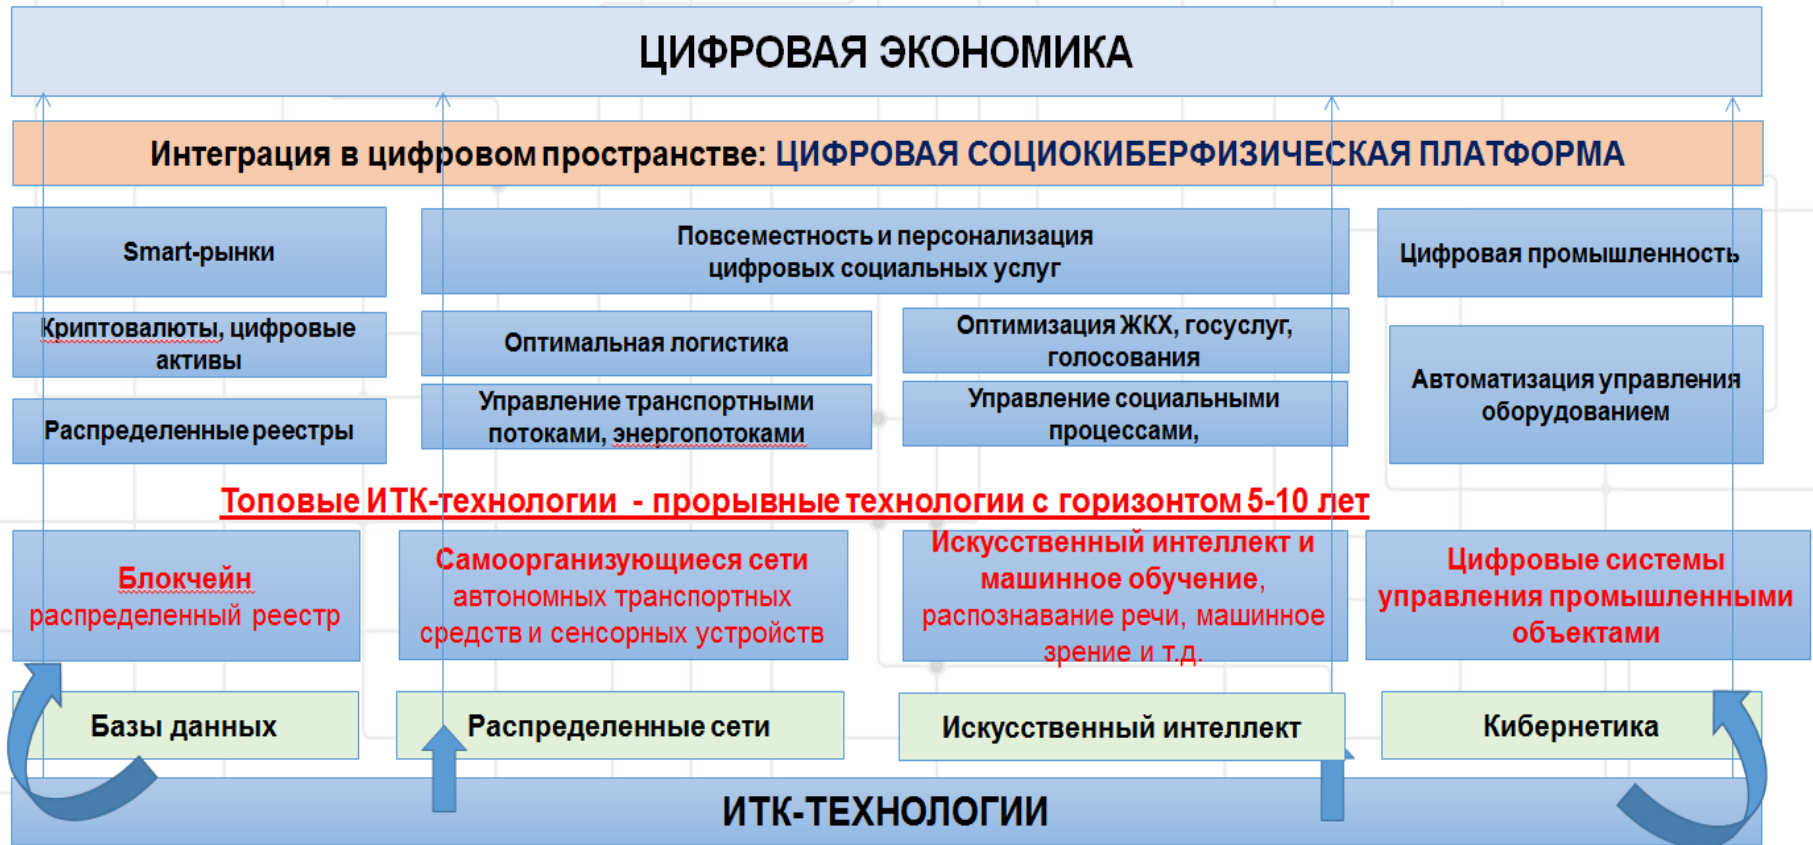 ЦИФРОВАЯ ЭКОНОМИКА
Интеграция в цифровом пространстве: ЦИФРОВАЯ СОЦИОКИБЕРФИЗИЧЕСКАЯ ПЛАТФОРМА
Smart-рынки
Повсеместность и персонализация
цифровых социальных услуг
Цифровая промышленность
Криптовалюты, цифровые
активы
Оптимальная логистика
Оптимизация ЖКХ, госуслуг,
голосования
Автоматизация управления
оборудованием
Распределенные реестры
Управление транспортными
потоками, энергопотоками
Управление социальными
процессами,
Топовые ИТК-технологии - прорывные технологии с горизонтом 5-10 лет
Блокчейн
распределенный реестр
Самоорганизующиеся сети
автономных транспортных
средств и сенсорных устройств
Искусственный интеллект и
машинное обучение,
распознавание речи, машинное
зрение и т.д.
Цифровые системы
управления промышленными
объектами
Базы данных
Распределенные сети
Искусственный интеллект
Кибернетика
ИТК-ТЕХНОЛОГИИ